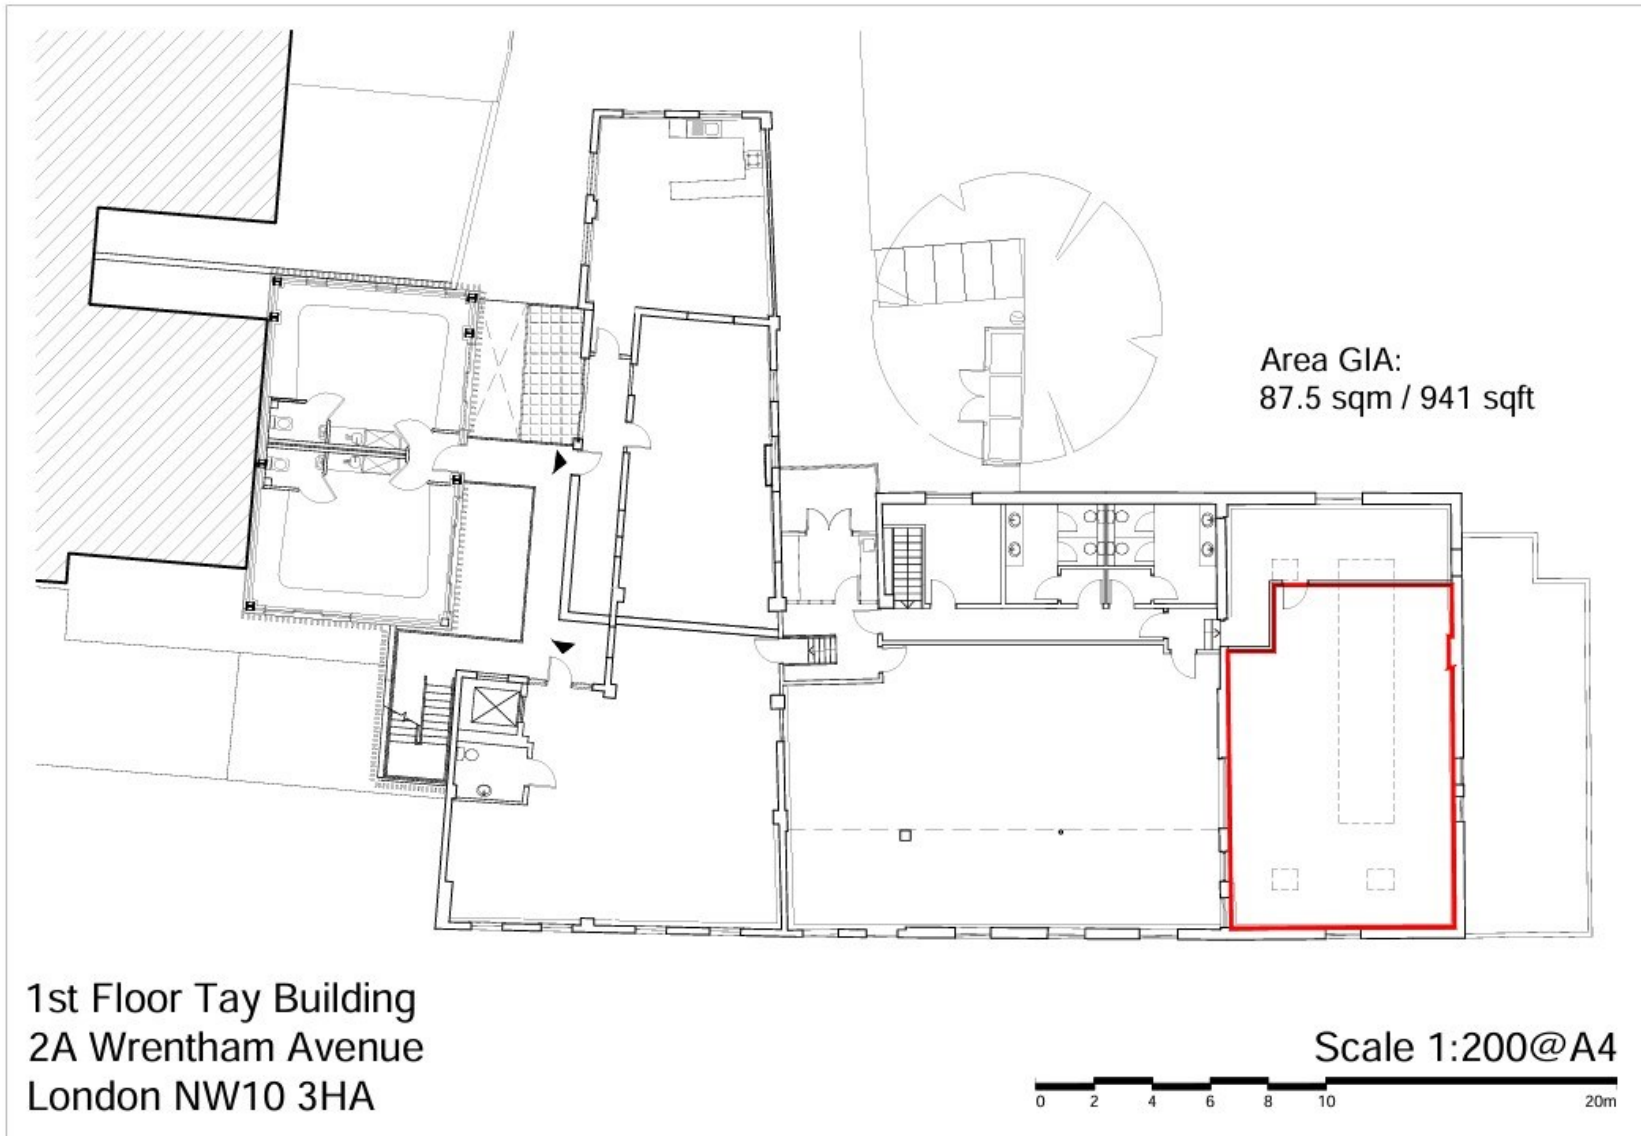 Area GIA:
87.5 sqm / 941 sqft
1st Floor Tay Building
2A Wrentham Avenue
London NW10 3HA
Scale 1:200@A4
0 2 4 6 8 10 20m